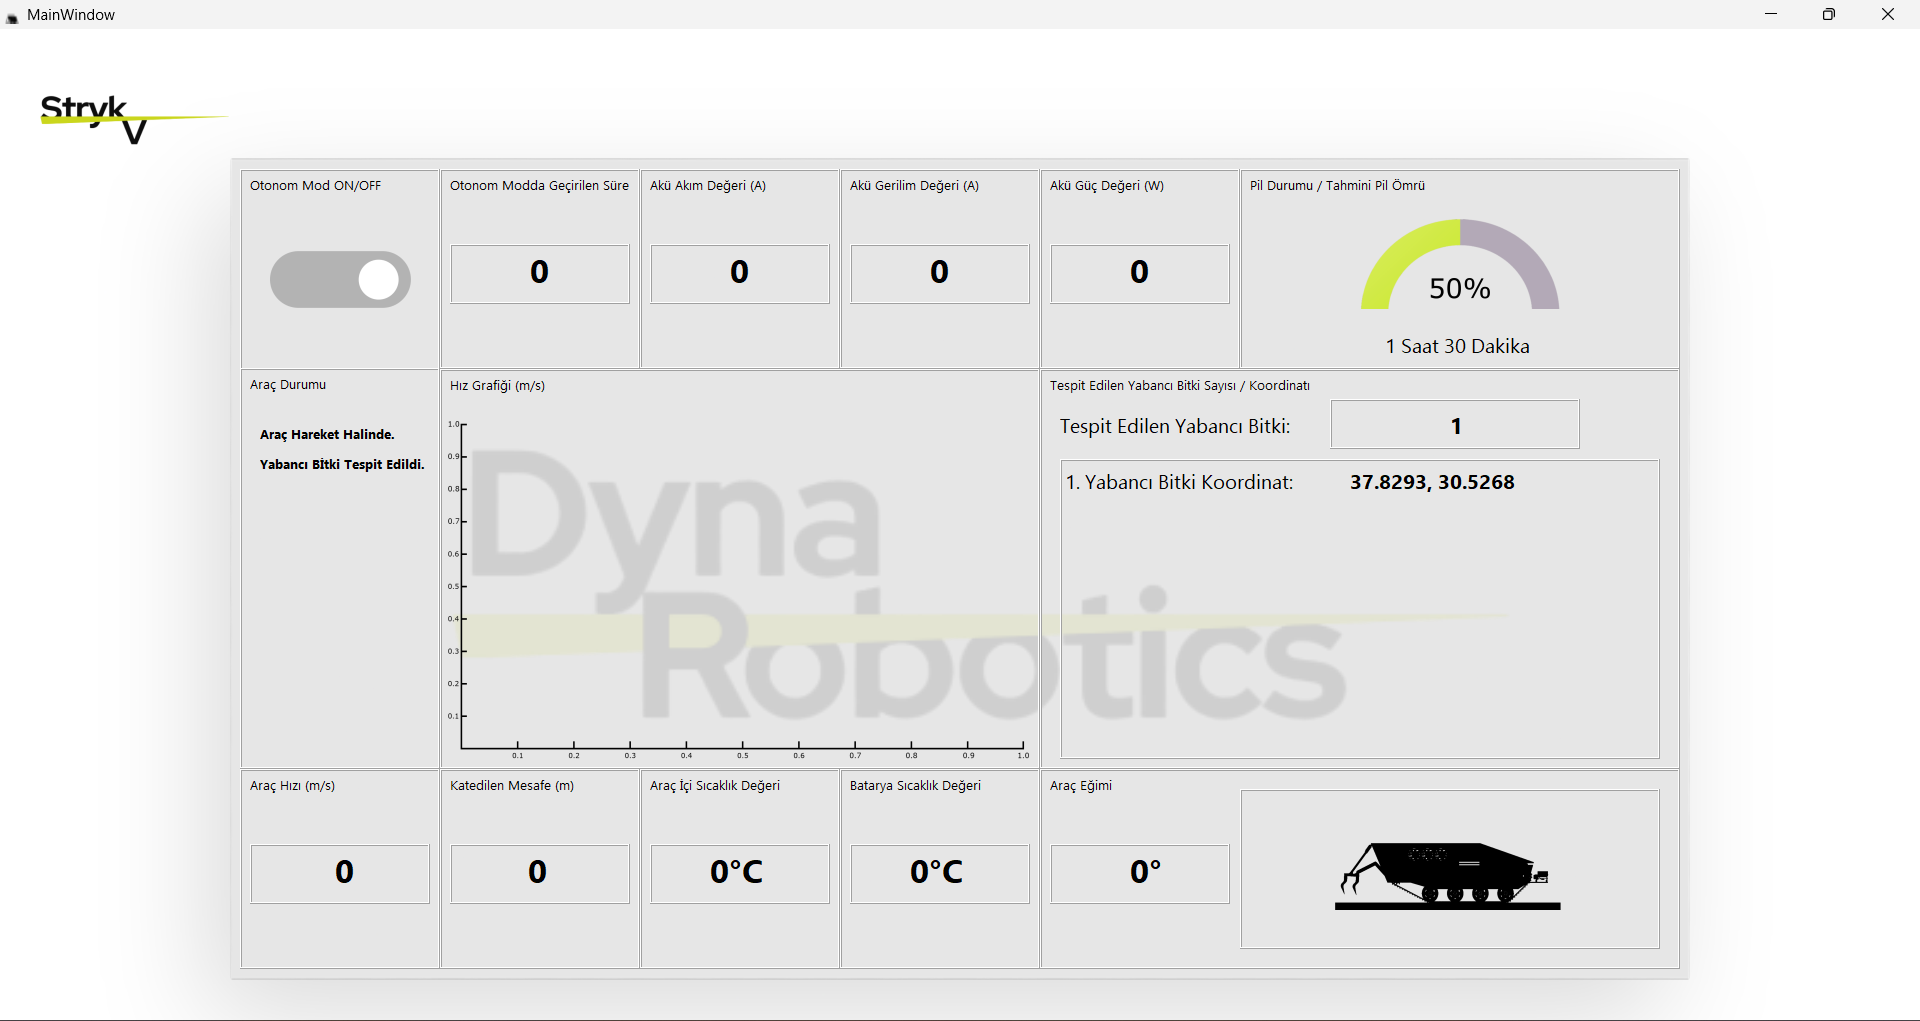 MainWindow
Stryk
V
Otonom Mod ON/OFF
Otonom Modda Geçirilen Süre
0
Akü Akım Değeri (A)
0
Akü Gerilim Değeri (A)
0
Akü Güç Değeri (W)
0
Pil Durumu / Tahmini Pil Ömrü
50%
1 Saat 30 Dakika
Araç Durumu
Araç Hareket Halinde.
Yabancı Bİtki Tespit Edildi.
Hız Grafiği (m/s)
1.0
0.9
0.8
0.7
0.6
0.5
0.4
0.3
0.2
0.1
0.1 0.2 0.3 0.4 0.5 0.6 0.7 0.8 0.9 1.0
Dyna
Robotics
Tespit Edilen Yabancı Bitki Sayısı / Koordinatı
Tespit Edilen Yabancı Bitki: 1
1. Yabancı Bitki Koordinat: 37.8293, 30.5268
Araç Hızı (m/s)
0
Katedilen Mesafe (m)
0
Araç İçi Sıcaklık Değeri
0°C
Batarya Sıcaklık Değeri
0°C
Araç Eğimi
0°